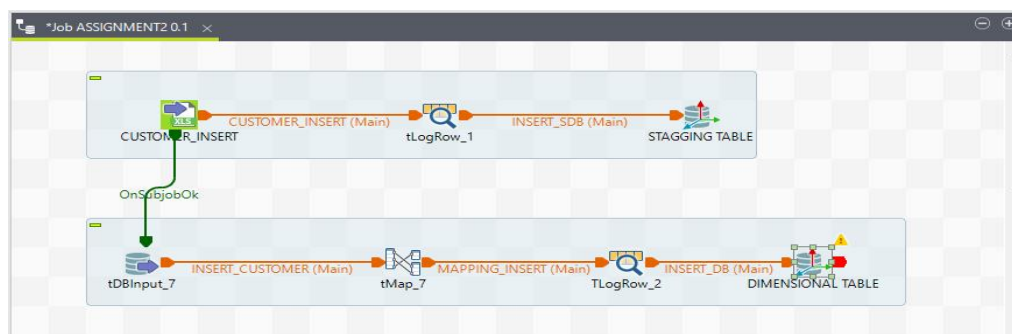 *Job ASSIGNMENT2 0.1
XLS
CUSTOMER_INSERT (Main)
INSERT_SDB (Main)
CUSTOMER_INSERT
tLogRow_1
STAGGING TABLE
OnSubjobOk
INSERT_CUSTOMER (Main)
MAPPING_INSERT (Main)
INSERT_DB (Main)
tDBInput_7
tMap_7
TLogRow_2
DIMENSIONAL TABLE